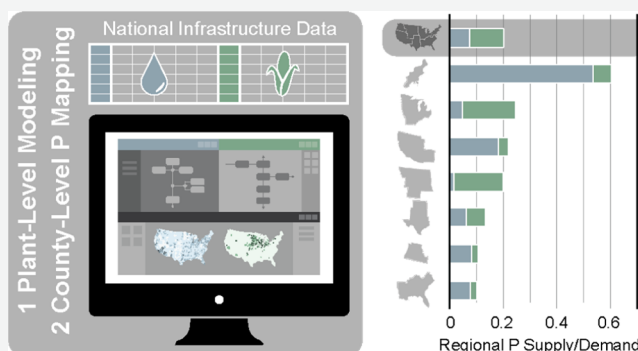 1 Plant-Level Modeling
2 County-Level P Mapping
National Infrastructure Data
0 0.2 0.4 0.6
Regional P Supply/Demand